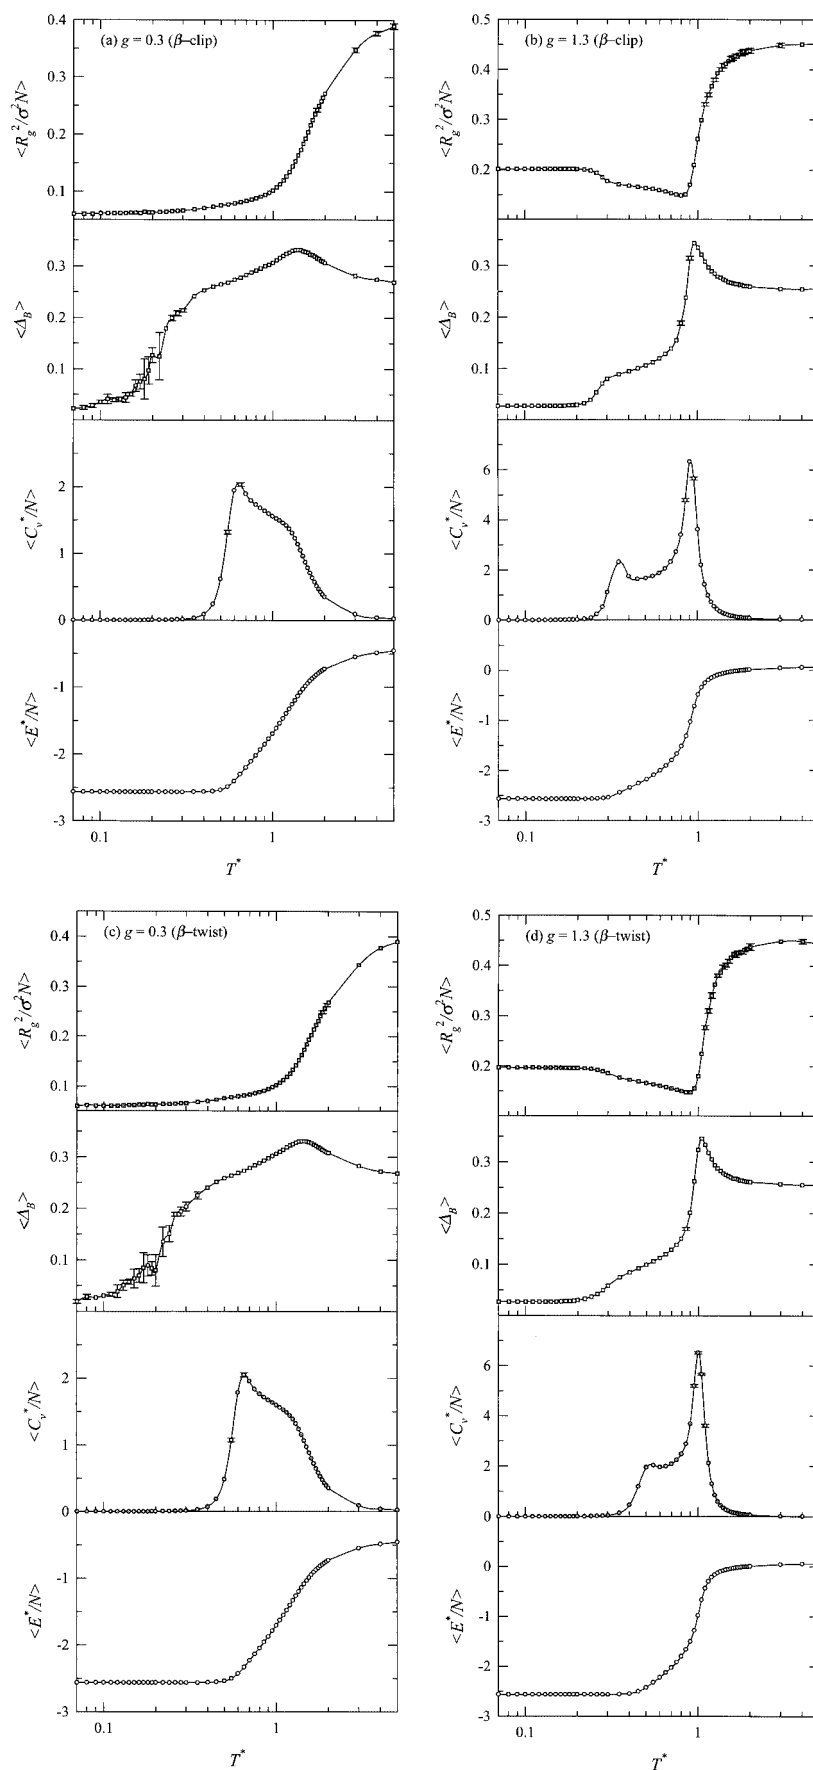 (a) g = 0.3 (β–clip)
<R_g^2/σ^2N>
0.4
0.3
0.2
0.1
<Δ_B>
0.3
0.2
0.1
<C_v^*/N>
2
1
0
<E^*/N>
-1
-2
-3
0.1 1
T^*
(b) g = 1.3 (β–clip)
<R_g^2/σ^2N>
0.5
0.4
0.2
<Δ_B>
0.3
0.2
0.1
<C_v^*/N>
6
4
2
0
<E^*/N>
0
-1
-2
-3
0.1 1
T^*
(c) g = 0.3 (β–twist)
<R_g^2/σ^2N>
0.4
0.3
0.2
0.1
<Δ_B>
0.3
0.2
0.1
<C_v^*/N>
2
1
0
<E^*/N>
-1
-2
-3
0.1 1
T^*
(d) g = 1.3 (β–twist)
<R_g^2/σ^2N>
0.5
0.4
0.2
<Δ_B>
0.3
0.2
0.1
<C_v^*/N>
6
4
2
0
<E^*/N>
0
-1
-2
-3
0.1 1
T^*